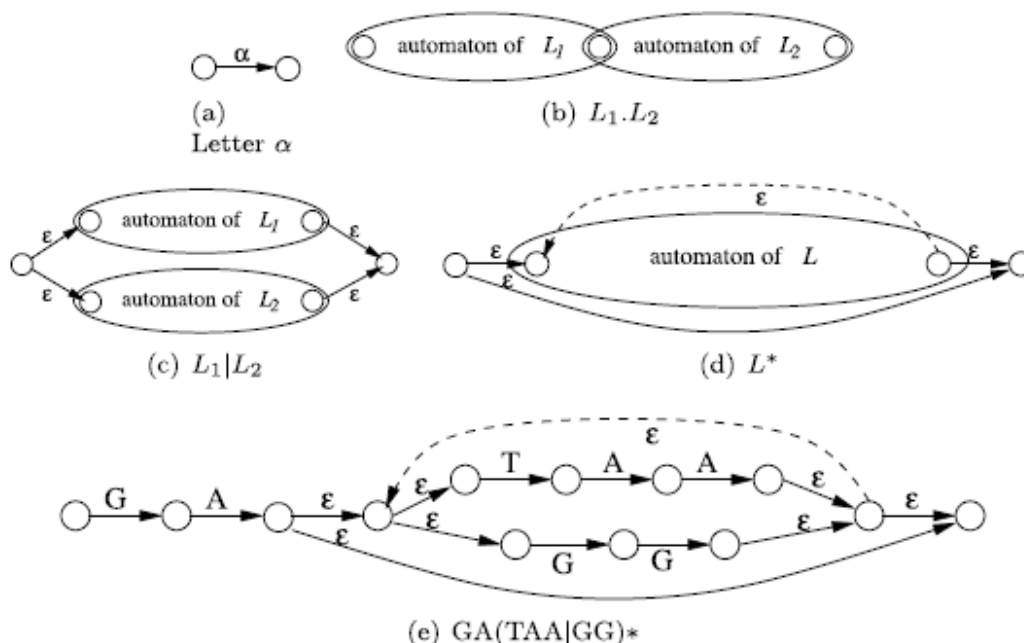 α
automaton of L₁
automaton of L₂
(a)
Letter α
(b) L₁.L₂
ε
automaton of L₁
ε
ε
automaton of L₂
ε
(c) L₁|L₂
ε
ε
automaton of L
ε
ε
(d) L*
ε
G
A
ε
ε
T
A
A
ε
ε
ε
ε
G
G
ε
(e) GA(TAA|GG)*